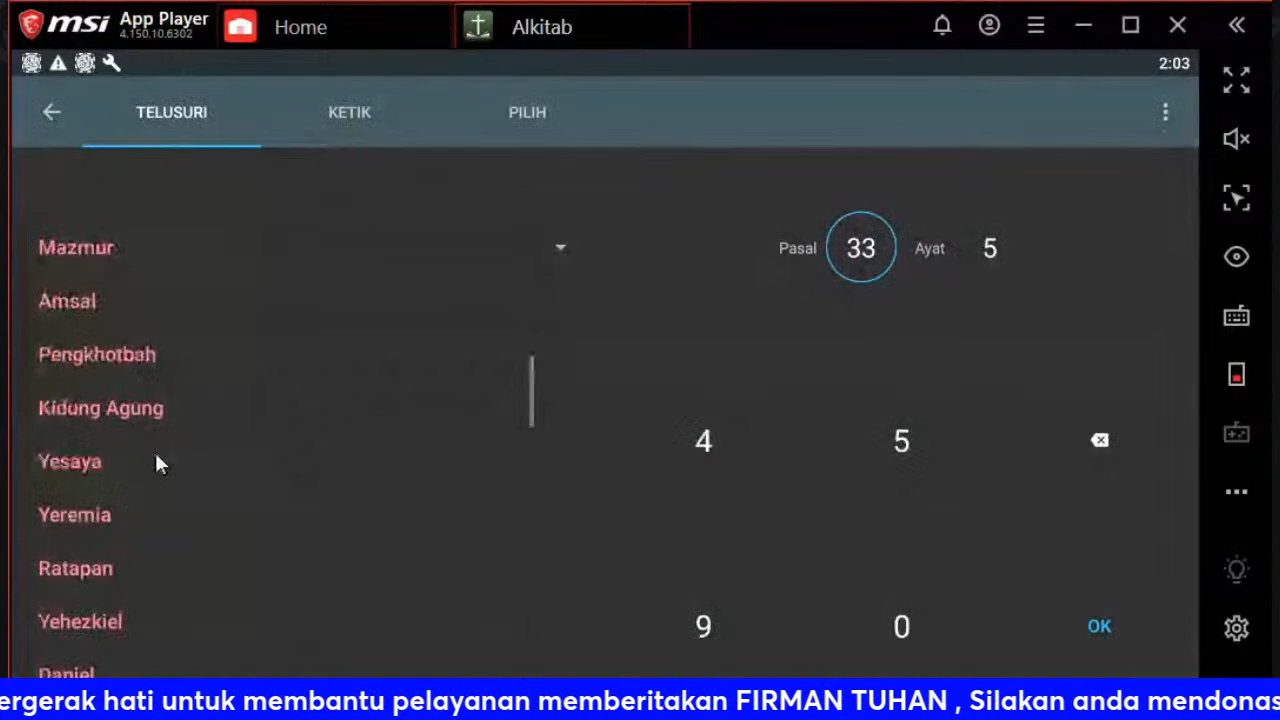 msi App Player
4.150.10.6302
Home
Alkitab
2:03
TELUSURI
KETIK
PILIH
Mazmur
Pasal 33 Ayat 5
Amsal
Pengkhotbah
Kidung Agung
4 5
Yesaya
Yeremia
Ratapan
Yehezkiel
9 0 OK
Daniel
ergerak hati untuk membantu pelayanan memberitakan FIRMAN TUHAN , Silakan anda mendonas